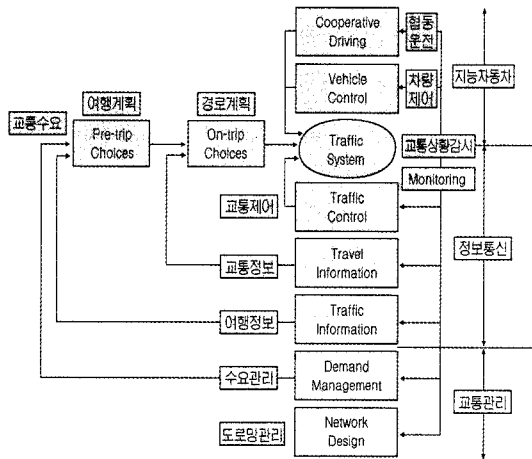 Cooperative
Driving
협동
운전
Vehicle
Control
차량
제어
지능자동차
교통수요
여행계획
경로계획
Pre-trip
Choices
On-trip
Choices
Traffic
System
교통상황감시
Monitoring
교통제어
Traffic
Control
정보통신
교통정보
Travel
Information
여행정보
Traffic
Information
수요관리
Demand
Management
교통관리
도로망관리
Network
Design